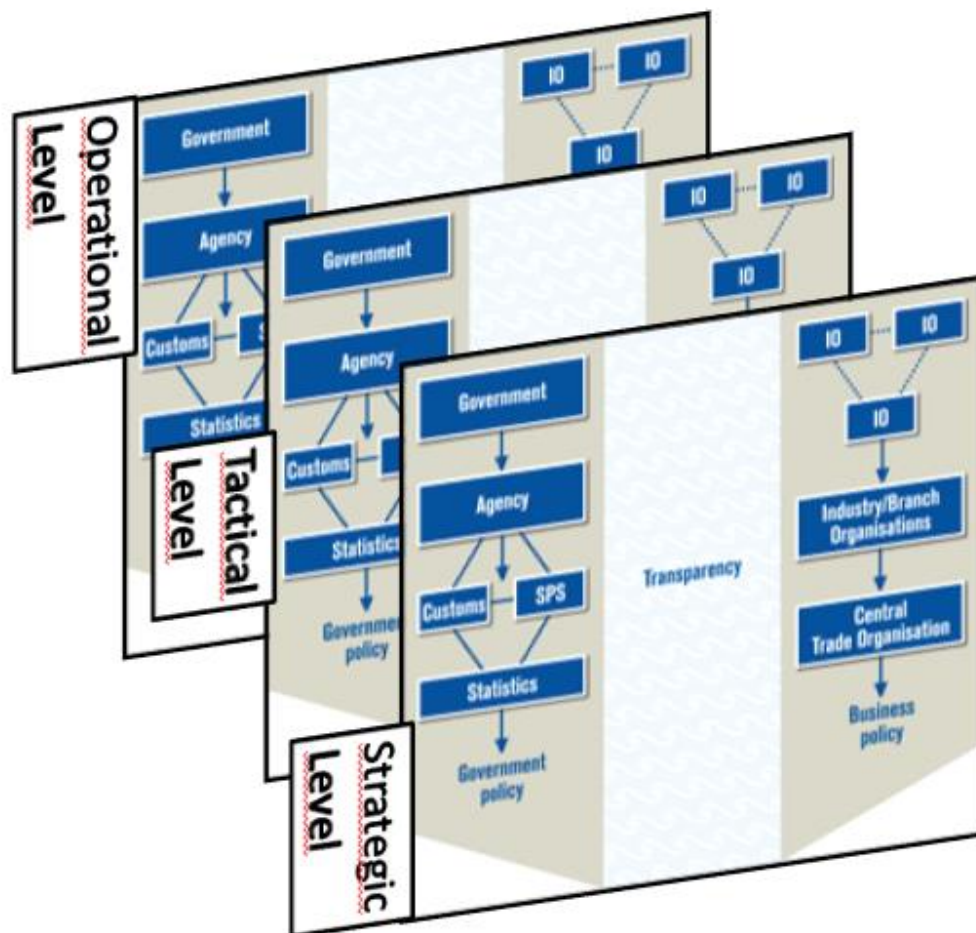 Operational
Level
Government
Agency
Customs
Statistics
IO
IO
IO
Tactical
Level
Government
Agency
Customs
Statistics
Government
policy
IO
IO
IO
Strategic
Level
Government
Agency
Customs
SPS
Statistics
Government
policy
Transparency
IO
IO
IO
Industry/Branch
Organisations
Central
Trade Organisation
Business
policy